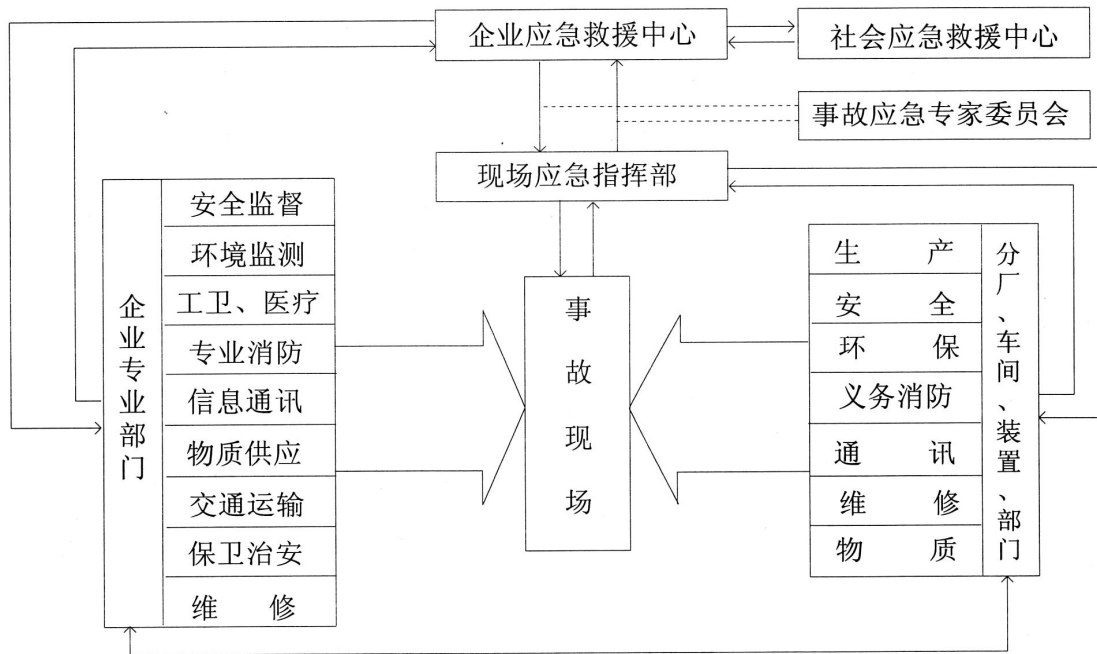 企业应急救援中心
社会应急救援中心
事故应急专家委员会
现场应急指挥部
企业专业部门
安全监督
环境监测
工卫、医疗
专业消防
信息通讯
物质供应
交通运输
保卫治安
维 修
事故现场
生 产
安 全
环 保
义务消防
通 讯
维 修
物 质
分厂、车间、装置、部门